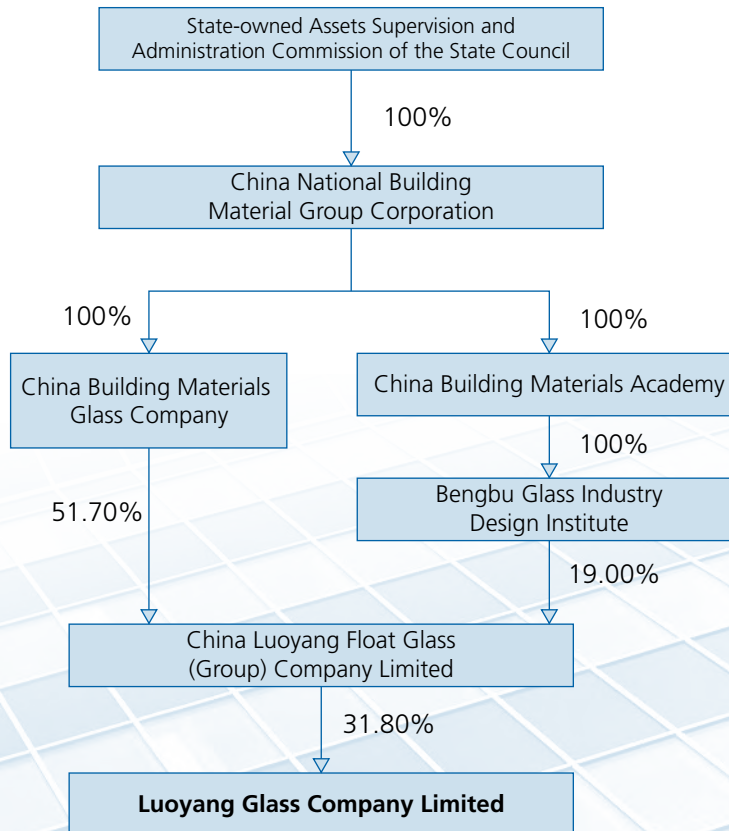 State-owned Assets Supervision and
Administration Commission of the State Council
100%
China National Building
Material Group Corporation
100%
100%
China Building Materials
Glass Company
China Building Materials Academy
100%
51.70%
Bengbu Glass Industry
Design Institute
19.00%
China Luoyang Float Glass
(Group) Company Limited
31.80%
Luoyang Glass Company Limited